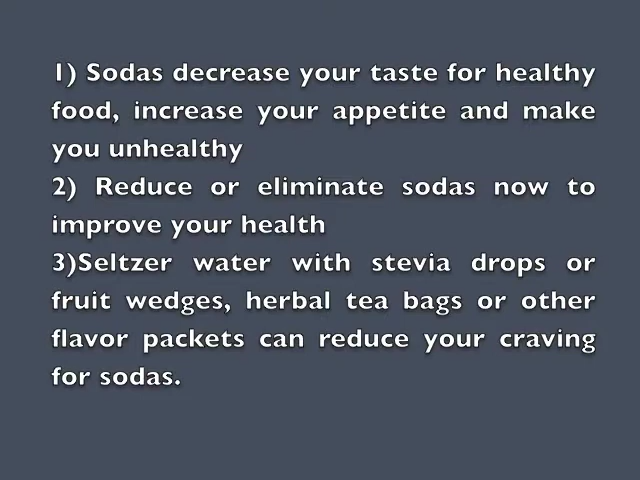 1) Sodas decrease your taste for healthy
food, increase your appetite and make
you unhealthy
2) Reduce or eliminate sodas now to
improve your health
3)Seltzer water with stevia drops or
fruit wedges, herbal tea bags or other
flavor packets can reduce your craving
for sodas.